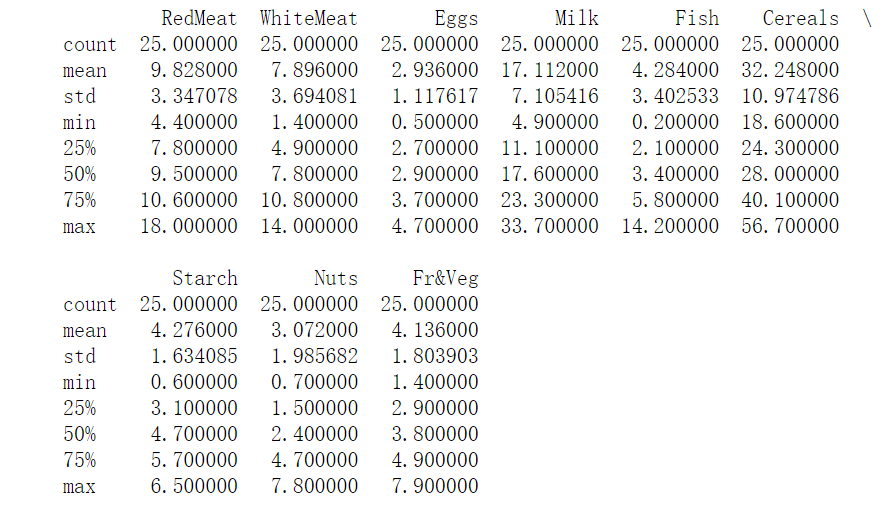 RedMeat WhiteMeat Eggs Milk Fish Cereals \
count 25.000000 25.000000 25.000000 25.000000 25.000000 25.000000
mean 9.828000 7.896000 2.936000 17.112000 4.284000 32.248000
std 3.347078 3.694081 1.117617 7.105416 3.402533 10.974786
min 4.400000 1.400000 0.500000 4.900000 0.200000 18.600000
25% 7.800000 4.900000 2.700000 11.100000 2.100000 24.300000
50% 9.500000 7.800000 2.900000 17.600000 3.400000 28.000000
75% 10.600000 10.800000 3.700000 23.300000 5.800000 40.100000
max 18.000000 14.000000 4.700000 33.700000 14.200000 56.700000
Starch Nuts Fr&Veg
count 25.000000 25.000000 25.000000
mean 4.276000 3.072000 4.136000
std 1.634085 1.985682 1.803903
min 0.600000 0.700000 1.400000
25% 3.100000 1.500000 2.900000
50% 4.700000 2.400000 3.800000
75% 5.700000 4.700000 4.900000
max 6.500000 7.800000 7.900000